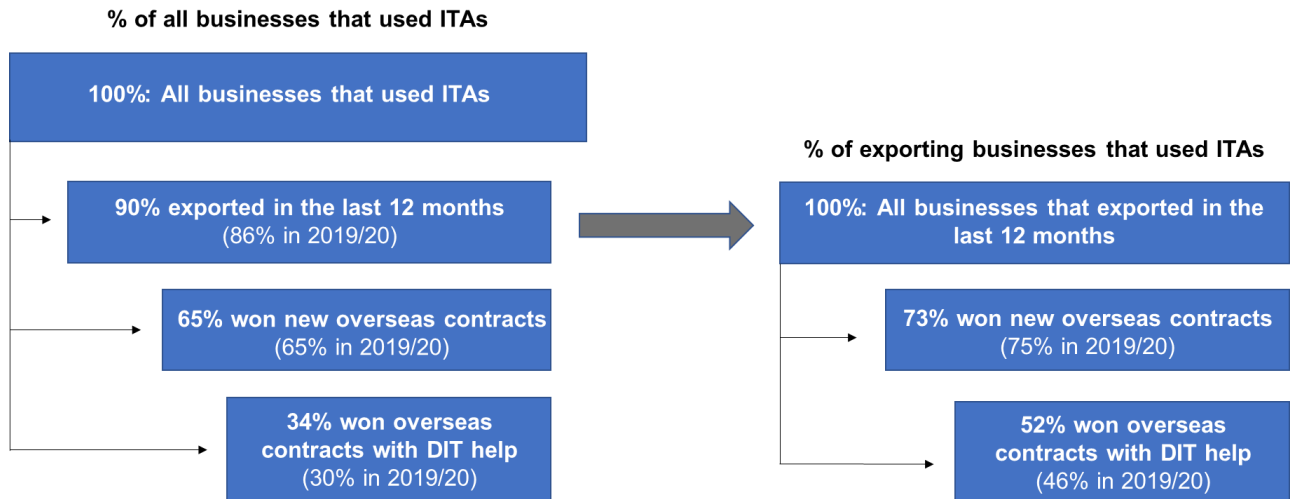 % of all businesses that used ITAs
100%: All businesses that used ITAs
90% exported in the last 12 months
(86% in 2019/20)
65% won new overseas contracts
(65% in 2019/20)
34% won overseas
contracts with DIT help
(30% in 2019/20)
% of exporting businesses that used ITAs
100%: All businesses that exported in the
last 12 months
73% won new overseas contracts
(75% in 2019/20)
52% won overseas
contracts with DIT help
(46% in 2019/20)